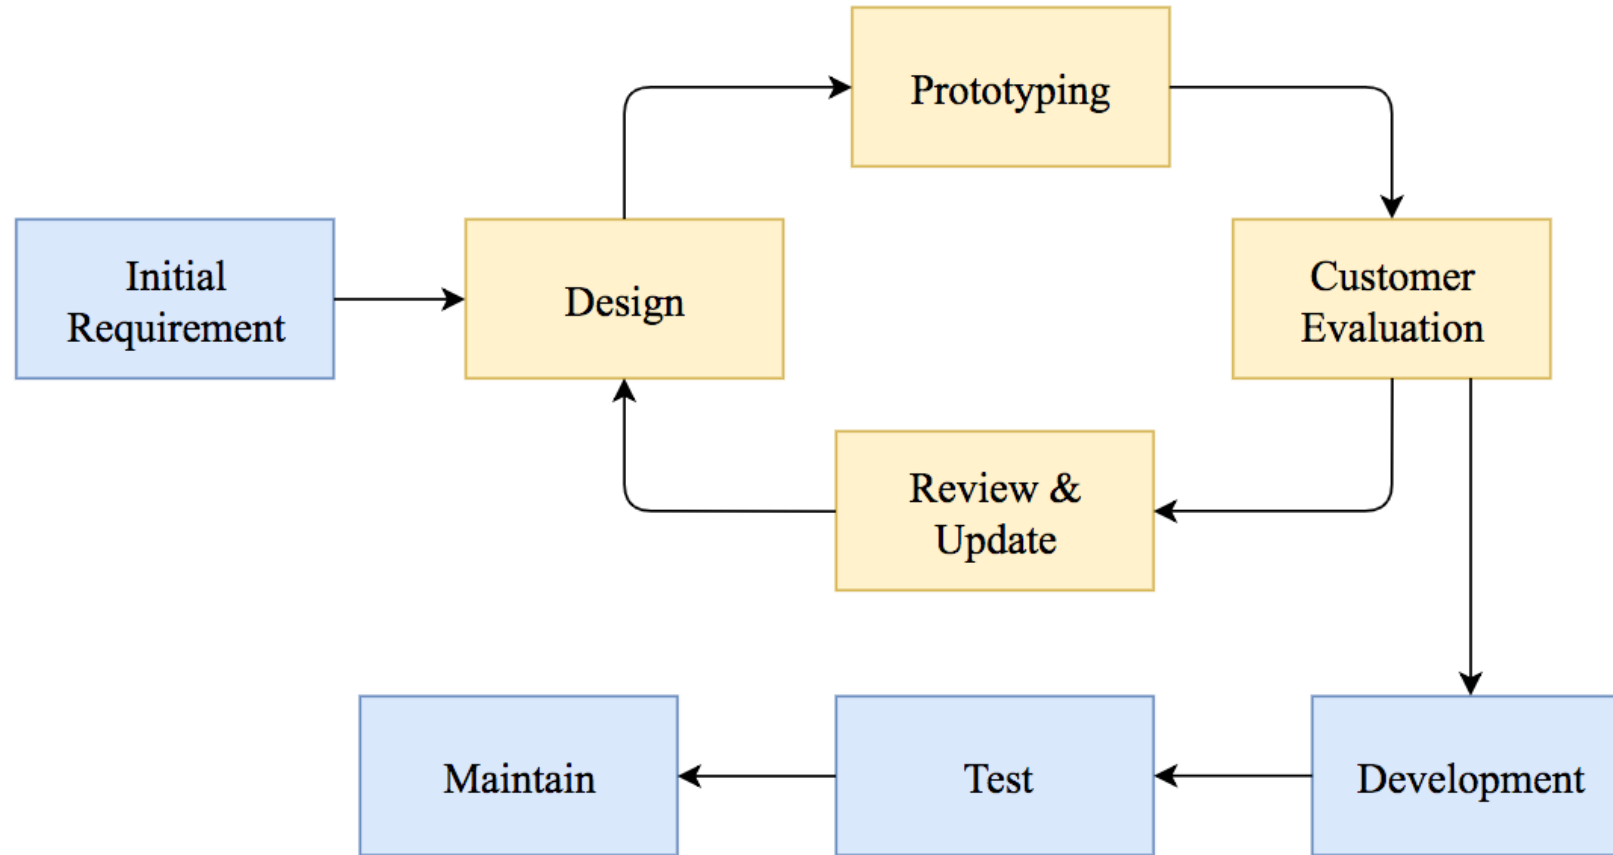 Prototyping
Initial
Requirement
Design
Customer
Evaluation
Review &
Update
Maintain
Test
Development